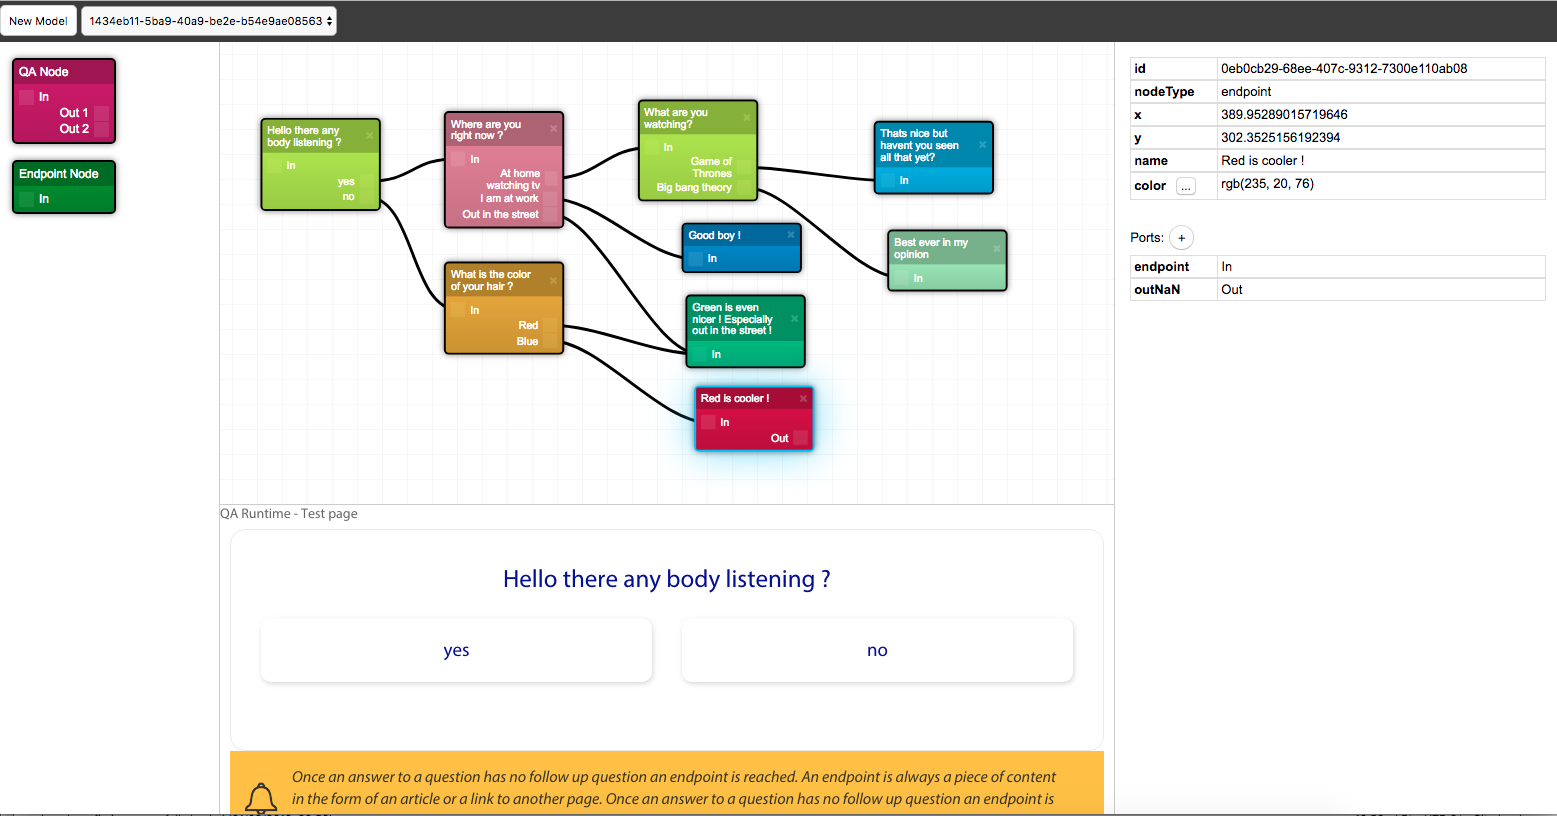 New Model
1434eb11-5ba9-40a9-be2e-b54e9ae08563
QA Node
In
Out 1
Out 2
Endpoint Node
In
Hello there any
body listening ?
In
yes
no
Where are you
right now ?
In
At home
watching tv
I am at work
Out in the street
What is the color
of your hair ?
In
Red
Blue
What are you
watching?
In
Game of
Thrones
Big bang theory
Good boy !
In
Green is even
nicer ! Especially
out in the street !
In
Red is cooler !
In
Out
Thats nice but
havent you seen
all that yet?
In
Best ever in my
opinion
In
id 0eb0cb29-68ee-407c-9312-7300e110ab08
nodeType endpoint
x 389.95289015719646
y 302.3525156192394
name Red is cooler !
color ... rgb(235, 20, 76)
Ports: +
endpoint In
outNaN Out
QA Runtime - Test page
Hello there any body listening ?
yes
no
Once an answer to a question has no follow up question an endpoint is reached. An endpoint is always a piece of content
in the form of an article or a link to another page. Once an answer to a question has no follow up question an endpoint is